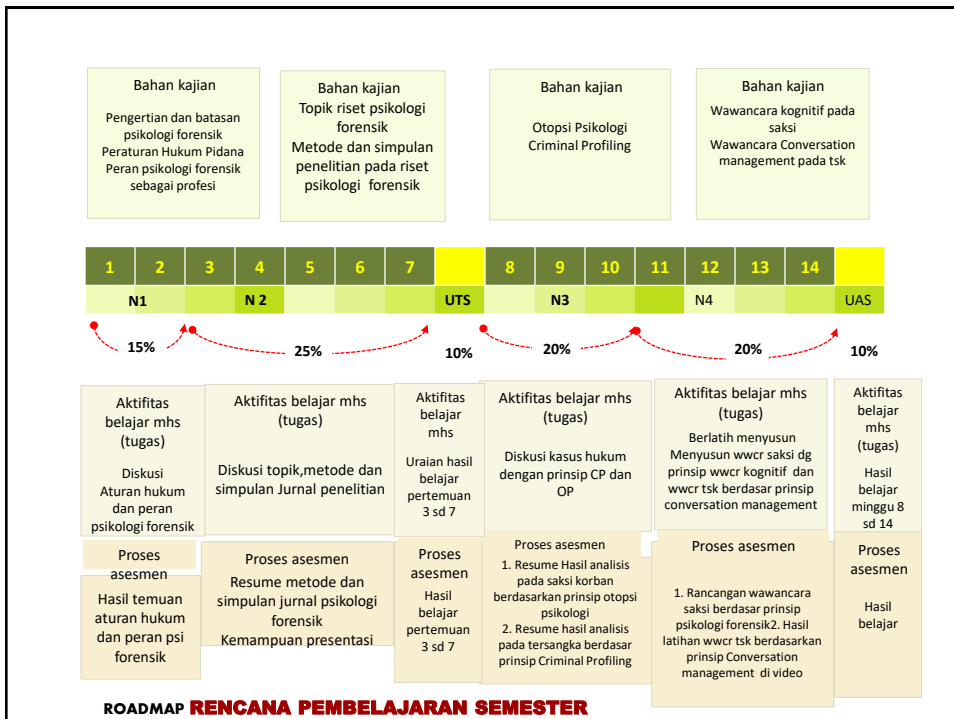 Bahan kajian
Pengertian dan batasan
psikologi forensik
Peraturan Hukum Pidana
Peran psikologi forensik
sebagai profesi
Bahan kajian
Topik riset psikologi
forensik
Metode dan simpulan
penelitian pada riset
psikologi forensik
Bahan kajian
Otopsi Psikologi
Criminal Profiling
Bahan kajian
Wawancara kognitif pada
saksi
Wawancara Conversation
management pada tsk
1 2 3 4 5 6 7 8 9 10 11 12 13 14
N1 N 2 UTS N3 N4 UAS
15% 25% 10% 20% 20% 10%
Aktifitas
belajar mhs
(tugas)
Diskusi
Aturan hukum
dan peran
psikologi forensik
Aktifitas belajar mhs
(tugas)
Diskusi topik,metode dan
simpulan Jurnal penelitian
Aktifitas
belajar
mhs
Uraian hasil
belajar
pertemuan
3 sd 7
Aktifitas belajar mhs
(tugas)
Diskusi kasus hukum
dengan prinsip CP dan
OP
Aktifitas belajar mhs
(tugas)
Berlatih menyusun
Menyusun wwcr saksi dg
prinsip wwcr kognitif dan
wwcr tsk berdasar prinsip
conversation management
Aktifitas
belajar
mhs
(tugas)
Hasil
belajar
minggu 8
sd 14
Proses
asesmen
Hasil temuan
aturan hukum
dan peran psi
forensik
Proses asesmen
Resume metode dan
simpulan jurnal psikologi
forensik
Kemampuan presentasi
Proses
asesmen
Hasil
belajar
pertemuan
3 sd 7
Proses asesmen
1. Resume Hasil analisis
pada saksi korban
berdasarkan prinsip otopsi
psikologi
2. Resume hasil analisis
pada tersangka berdasar
prinsip Criminal Profiling
Proses asesmen
1. Rancangan wawancara
saksi berdasar prinsip
psikologi forensik2. Hasil
latihan wwcr tsk berdasarkan
prinsip Conversation
management di video
Proses
asesmen
Hasil
belajar
ROADMAP RENCANA PEMBELAJARAN SEMESTER